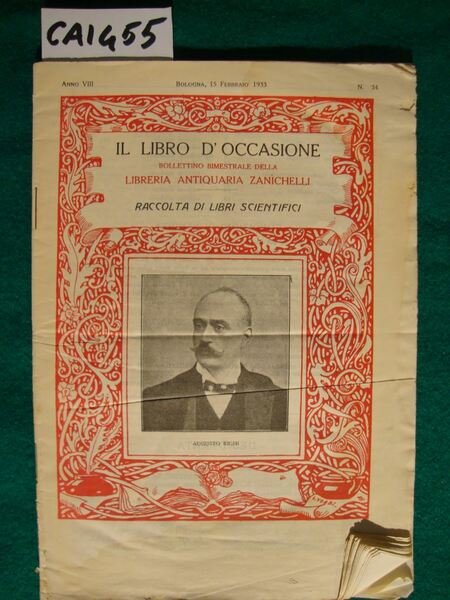 CAI455
ANNO VIII BOLOGNA, 15 FEBBRAIO 1933 N. 34
IL LIBRO D'OCCASIONE
BOLLETTINO BIMESTRALE DELLA
LIBRERIA ANTIQUARIA ZANICHELLI
RACCOLTA DI LIBRI SCIENTIFICI
AUGUSTO RIGHI